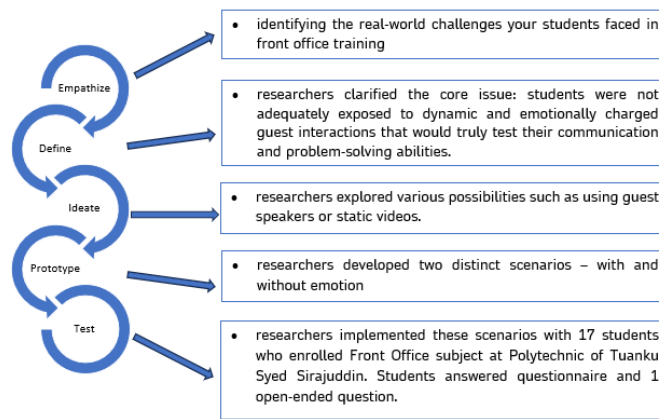 Empathize
• identifying the real-world challenges your students faced in
front office training
Define
• researchers clarified the core issue: students were not
adequately exposed to dynamic and emotionally charged
guest interactions that would truly test their communication
and problem-solving abilities.
Ideate
• researchers explored various possibilities such as using guest
speakers or static videos.
Prototype
• researchers developed two distinct scenarios – with and
without emotion
Test
• researchers implemented these scenarios with 17 students
who enrolled Front Office subject at Polytechnic of Tuanku
Syed Sirajuddin. Students answered questionnaire and 1
open-ended question.